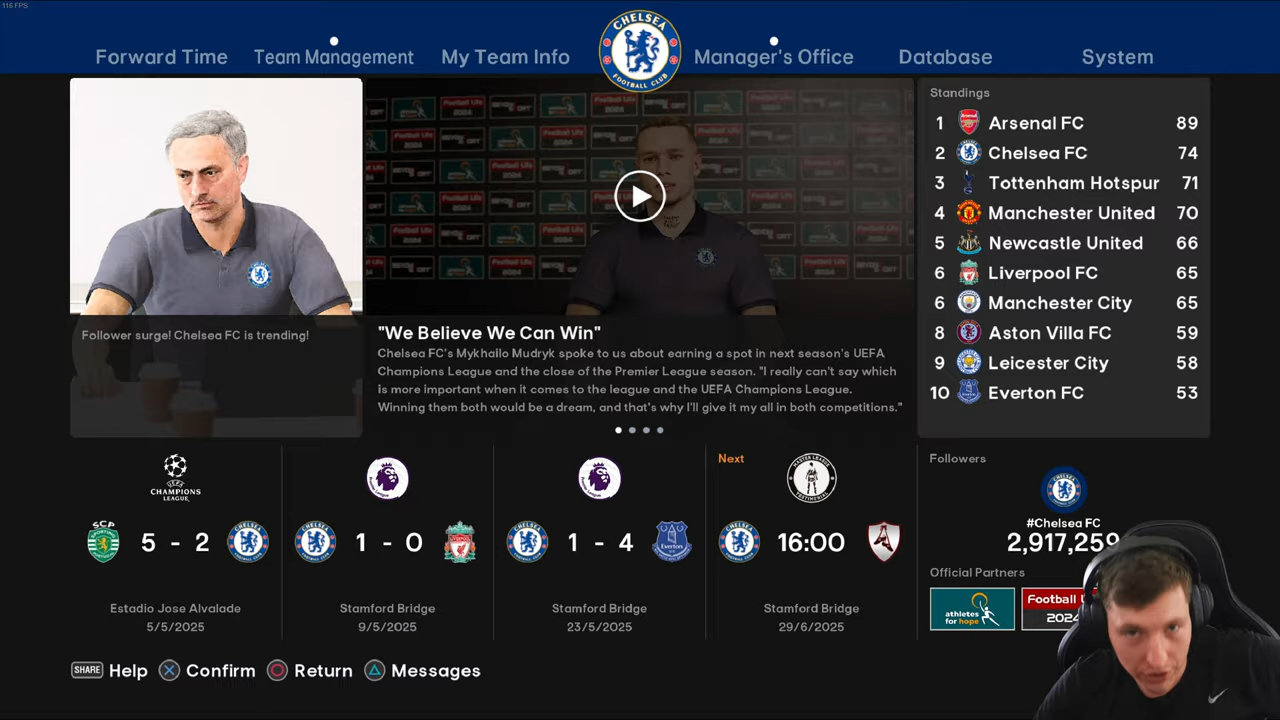 116 FPS
Forward Time
Team Management
My Team Info
CHELSEA
FOOTBALL CLUB
Manager's Office
Database
System
Follower surge! Chelsea FC is trending!
"We Believe We Can Win"
Chelsea FC's Mykhailo Mudryk spoke to us about earning a spot in next season's UEFA
Champions League and the close of the Premier League season. "I really can't say which
is more important when it comes to the league and the UEFA Champions League.
Winning them both would be a dream, and that's why I'll give it my all in both competitions."
Standings
1 Arsenal FC 89
2 Chelsea FC 74
3 Tottenham Hotspur 71
4 Manchester United 70
5 Newcastle United 66
6 Liverpool FC 65
6 Manchester City 65
8 Aston Villa FC 59
9 Leicester City 58
10 Everton FC 53
UEFA
CHAMPIONS
LEAGUE
SCP
5 - 2
Estadio Jose Alvalade
5/5/2025
1 - 0
Stamford Bridge
9/5/2025
1 - 4
Everton
Stamford Bridge
23/5/2025
Next
MASTER LEAGUE
TESTIMONIAL
16:00
Stamford Bridge
29/6/2025
Followers
#Chelsea FC
2,917,259
Official Partners
athletes
for hope
Football
2024
SHARE Help
Confirm
Return
Messages